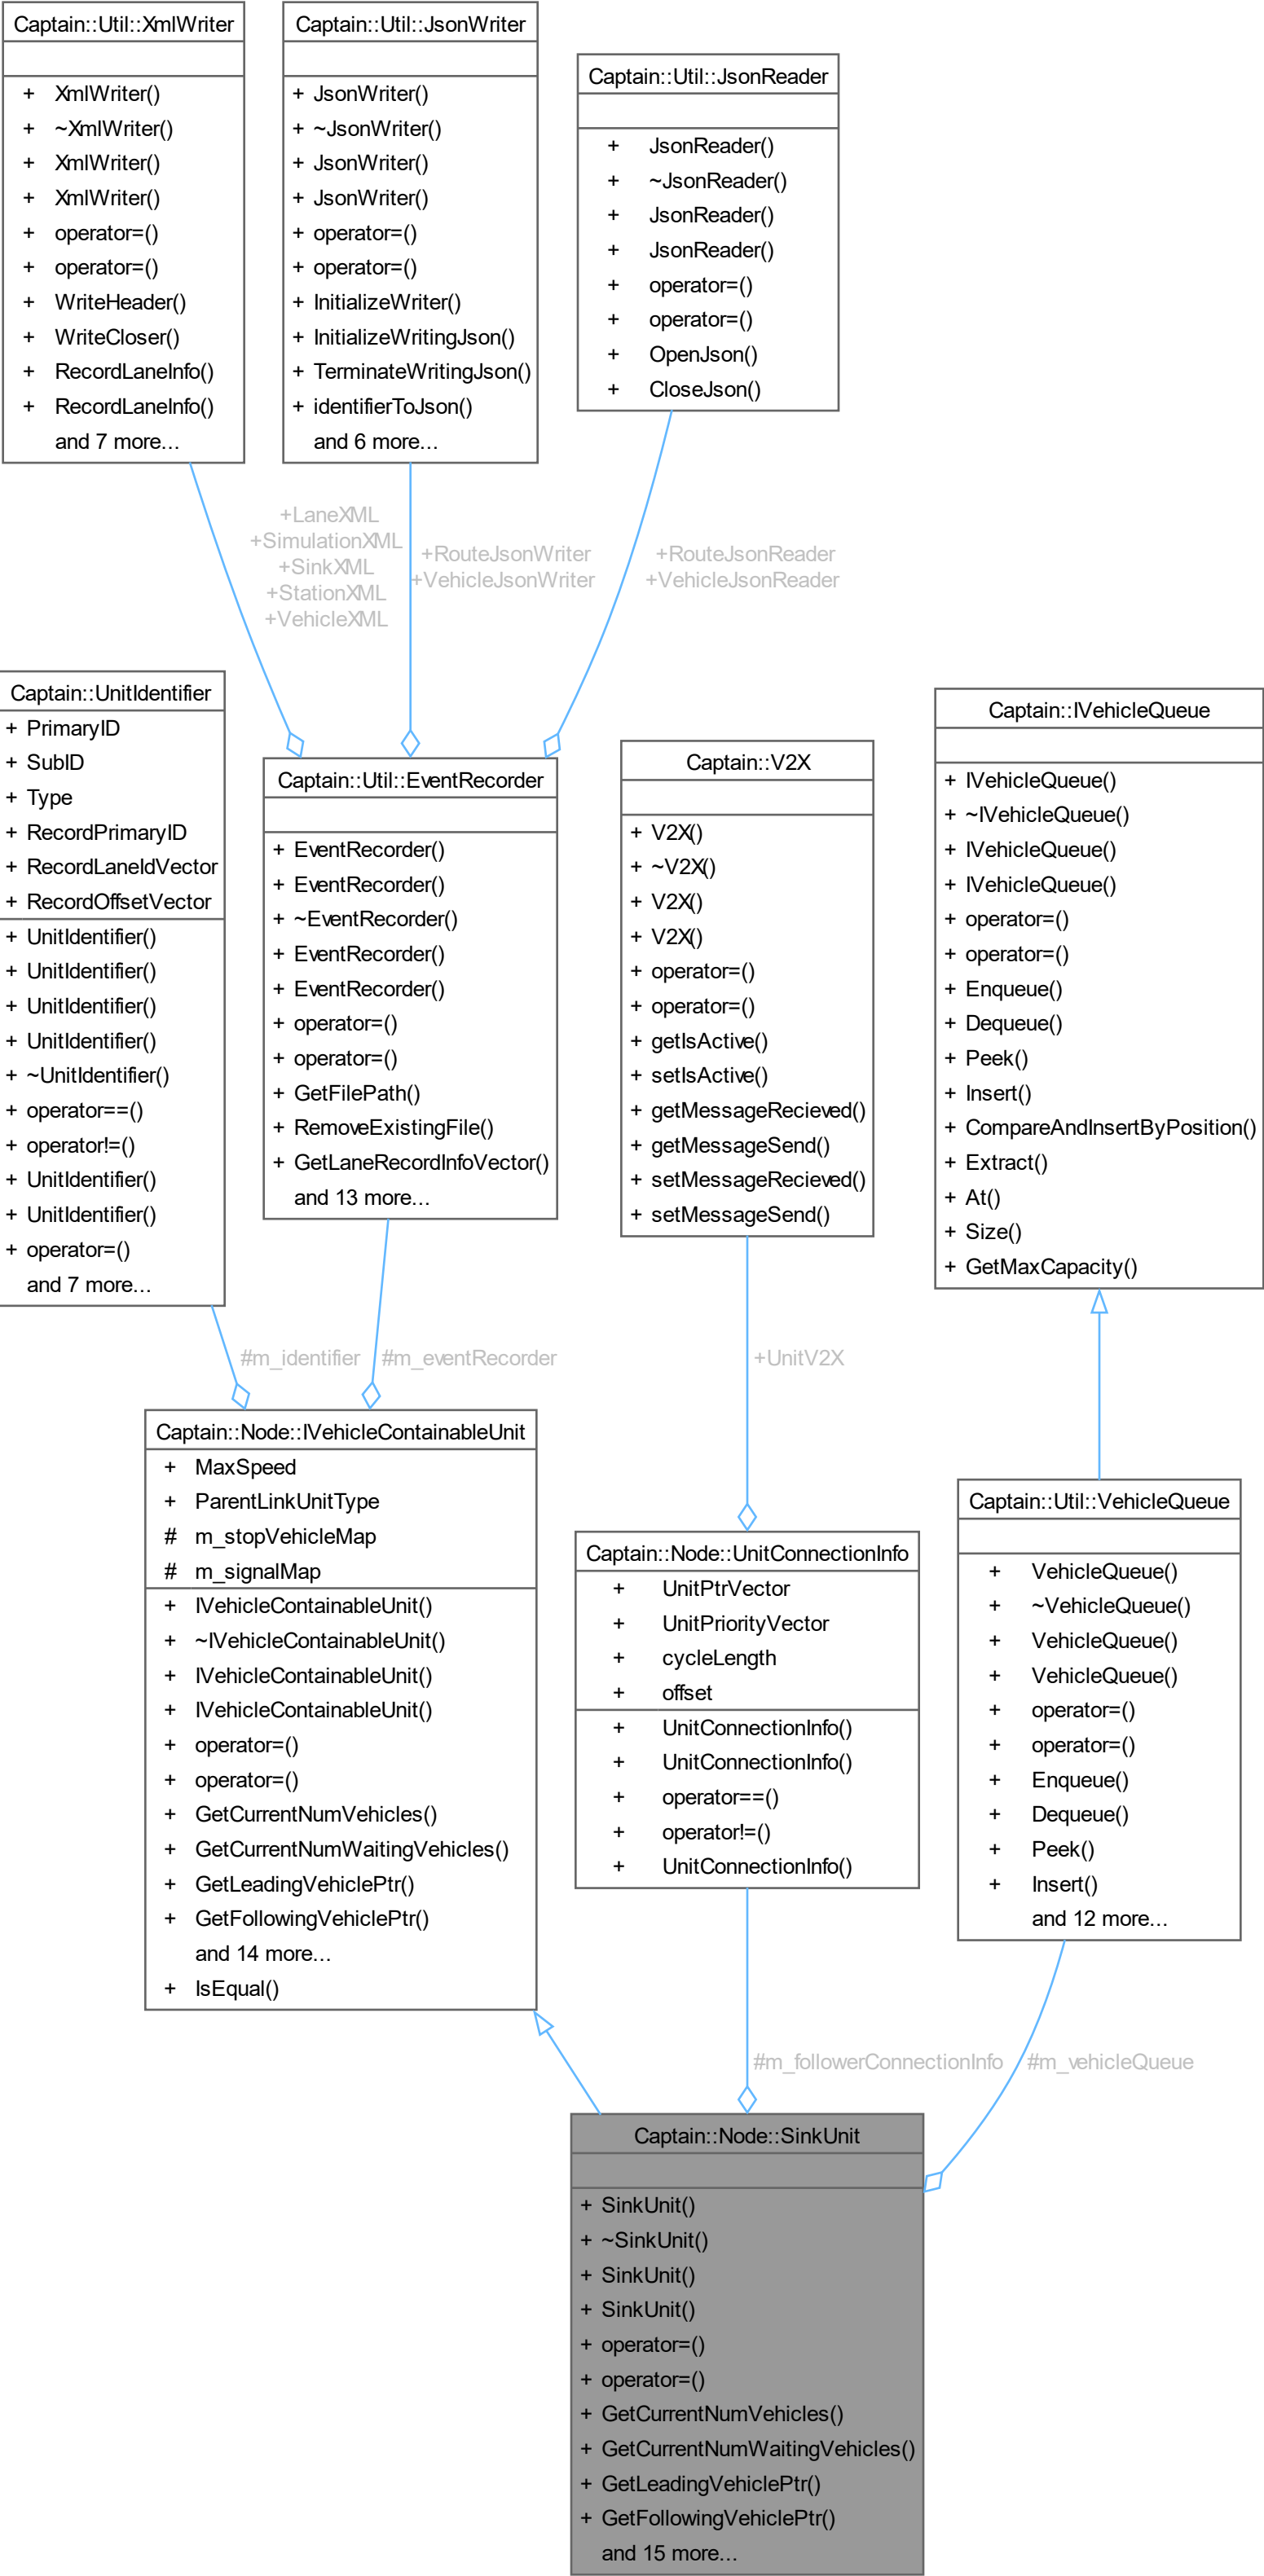 Captain::Util::XmlWriter
+ XmlWriter()
+ ~XmlWriter()
+ XmlWriter()
+ XmlWriter()
+ operator=()
+ operator=()
+ WriteHeader()
+ WriteCloser()
+ RecordLaneInfo()
+ RecordLaneInfo()
and 7 more...
Captain::Util::JsonWriter
+ JsonWriter()
+ ~JsonWriter()
+ JsonWriter()
+ JsonWriter()
+ operator=()
+ operator=()
+ InitializeWriter()
+ InitializeWritingJson()
+ TerminateWritingJson()
+ identifierToJson()
and 6 more...
Captain::Util::JsonReader
+ JsonReader()
+ ~JsonReader()
+ JsonReader()
+ JsonReader()
+ operator=()
+ operator=()
+ OpenJson()
+ CloseJson()
+LaneXML
+SimulationXML
+SinkXML
+StationXML
+VehicleXML
+RouteJsonWriter
+VehicleJsonWriter
+RouteJsonReader
+VehicleJsonReader
Captain::UnitIdentifier
+ PrimaryID
+ SubID
+ Type
+ RecordPrimaryID
+ RecordLaneIdVector
+ RecordOffsetVector
+ UnitIdentifier()
+ UnitIdentifier()
+ UnitIdentifier()
+ UnitIdentifier()
+ ~UnitIdentifier()
+ operator==()
+ operator!=()
+ UnitIdentifier()
+ UnitIdentifier()
+ operator=()
and 7 more...
Captain::Util::EventRecorder
+ EventRecorder()
+ EventRecorder()
+ ~EventRecorder()
+ EventRecorder()
+ EventRecorder()
+ operator=()
+ operator=()
+ GetFilePath()
+ RemoveExistingFile()
+ GetLaneRecordInfoVector()
and 13 more...
Captain::V2X
+ V2X()
+ ~V2X()
+ V2X()
+ V2X()
+ operator=()
+ operator=()
+ getIsActive()
+ setIsActive()
+ getMessageRecieved()
+ getMessageSend()
+ setMessageRecieved()
+ setMessageSend()
Captain::IVehicleQueue
+ IVehicleQueue()
+ ~IVehicleQueue()
+ IVehicleQueue()
+ IVehicleQueue()
+ operator=()
+ operator=()
+ Enqueue()
+ Dequeue()
+ Peek()
+ Insert()
+ CompareAndInsertByPosition()
+ Extract()
+ At()
+ Size()
+ GetMaxCapacity()
#m_identifier
#m_eventRecorder
+UnitV2X
Captain::Node::IVehicleContainableUnit
+ MaxSpeed
+ ParentLinkUnitType
# m_stopVehicleMap
# m_signalMap
+ IVehicleContainableUnit()
+ ~IVehicleContainableUnit()
+ IVehicleContainableUnit()
+ IVehicleContainableUnit()
+ operator=()
+ operator=()
+ GetCurrentNumVehicles()
+ GetCurrentNumWaitingVehicles()
+ GetLeadingVehiclePtr()
+ GetFollowingVehiclePtr()
and 14 more...
+ IsEqual()
Captain::Node::UnitConnectionInfo
+ UnitPtrVector
+ UnitPriorityVector
+ cycleLength
+ offset
+ UnitConnectionInfo()
+ UnitConnectionInfo()
+ operator==()
+ operator!=()
+ UnitConnectionInfo()
Captain::Util::VehicleQueue
+ VehicleQueue()
+ ~VehicleQueue()
+ VehicleQueue()
+ VehicleQueue()
+ operator=()
+ operator=()
+ Enqueue()
+ Dequeue()
+ Peek()
+ Insert()
and 12 more...
#m_followerConnectionInfo
#m_vehicleQueue
Captain::Node::SinkUnit
+ SinkUnit()
+ ~SinkUnit()
+ SinkUnit()
+ SinkUnit()
+ operator=()
+ operator=()
+ GetCurrentNumVehicles()
+ GetCurrentNumWaitingVehicles()
+ GetLeadingVehiclePtr()
+ GetFollowingVehiclePtr()
and 15 more...